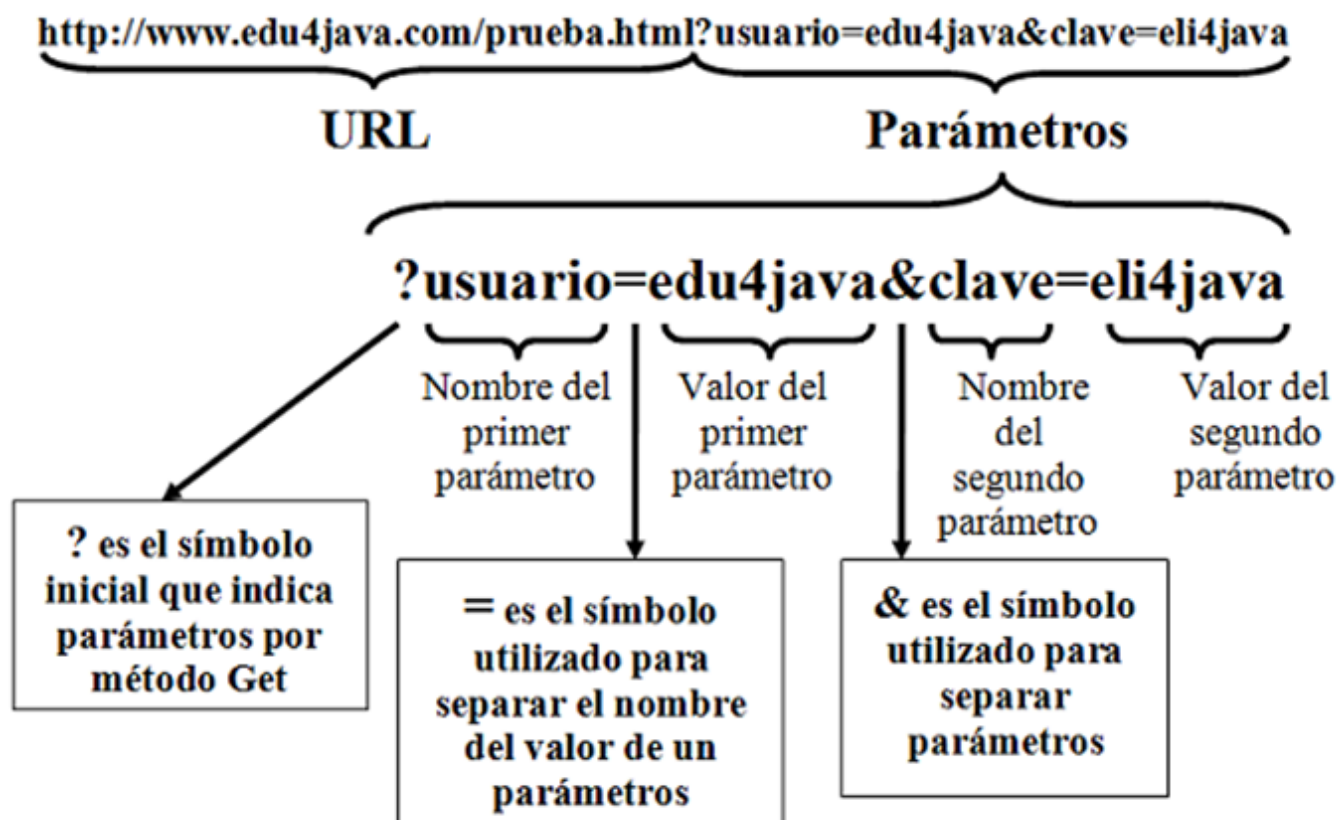 http://www.edu4java.com/prueba.html?usuario=edu4java&clave=eli4java
URL
Parámetros
?usuario=edu4java&clave=eli4java
Nombre del
primer
parámetro
Valor del
primer
parámetro
Nombre
del
segundo
parámetro
Valor del
segundo
parámetro
? es el símbolo
inicial que indica
parámetros por
método Get
= es el símbolo
utilizado para
separar el nombre
del valor de un
parámetros
& es el símbolo
utilizado para
separar
parámetros